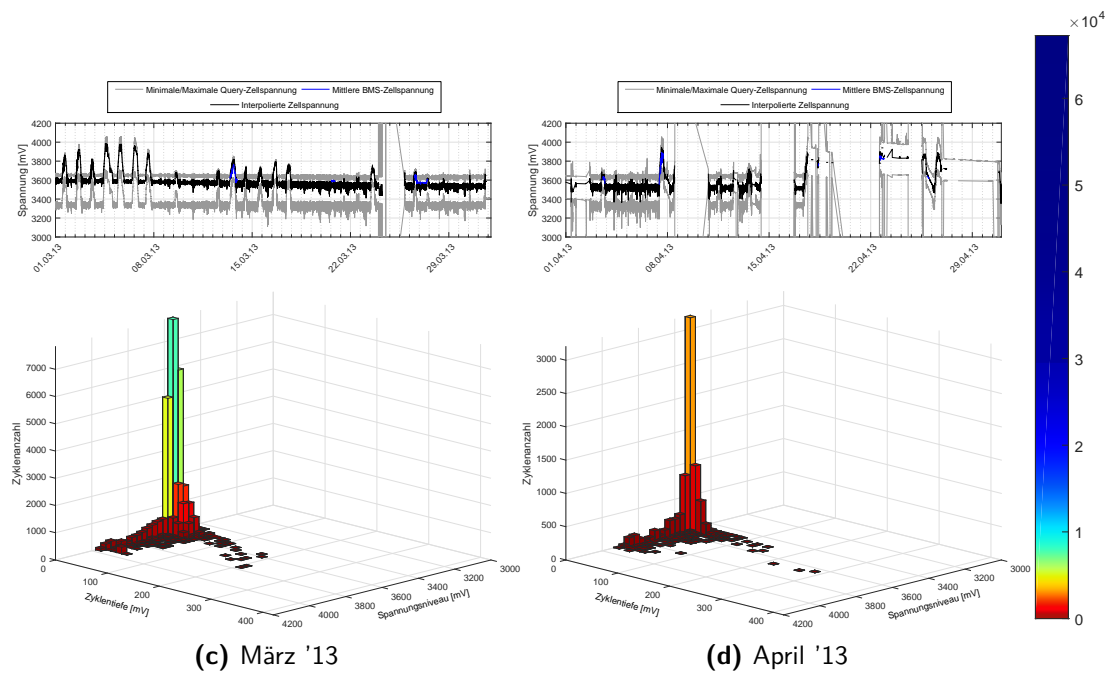 ×10⁴
Minimale/Maximale Query-Zellspannung Mittlere BMS-Zellspannung
Interpolierte Zellspannung
Minimale/Maximale Query-Zellspannung Mittlere BMS-Zellspannung
Interpolierte Zellspannung
Spannung [mV]
4200
4000
3800
3600
3400
3200
3000
01.03.13 08.03.13 15.03.13 22.03.13 29.03.13
Spannung [mV]
4200
4000
3800
3600
3400
3200
3000
01.04.13 08.04.13 15.04.13 22.04.13 29.04.13
Zyklenanzahl
7000
6000
5000
4000
3000
2000
1000
0
0 100 200 300 400
Zyklentiefe [mV]
4200 4000 3800 3600 3400 3200 3000
Spannungsniveau [mV]
Zyklenanzahl
3000
2500
2000
1500
1000
500
0
0 100 200 300 400
Zyklentiefe [mV]
4200 4000 3800 3600 3400 3200 3000
Spannungsniveau [mV]
6
5
4
3
2
1
0
(c) März '13
(d) April '13